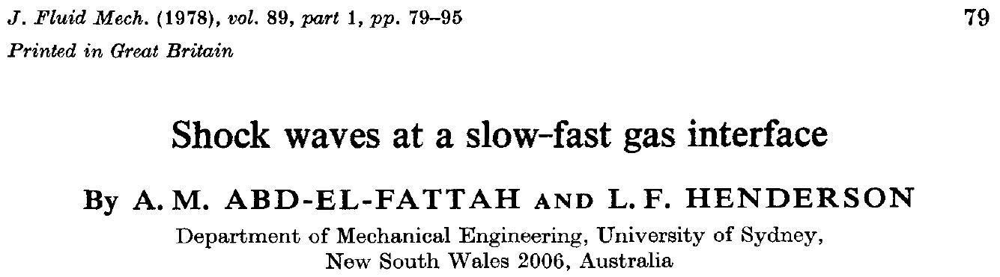 J. Fluid Mech. (1978), vol. 89, part 1, pp. 79–95 79
Printed in Great Britain
Shock waves at a slow–fast gas interface
By A. M. ABD-EL-FATTAH AND L. F. HENDERSON
Department of Mechanical Engineering, University of Sydney,
New South Wales 2006, Australia